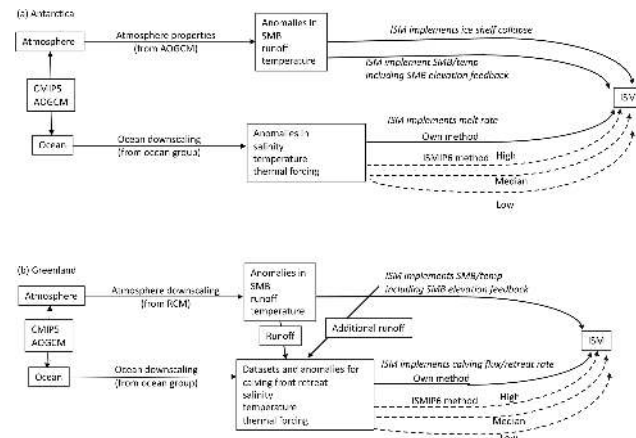 (a) Antarctica
Atmosphere
Atmosphere properties
(from AOGCM)
Anomalies in
SMB
runoff
temperature
ISM implements ice shelf collapse
ISM implement SMB/temp
including SMB elevation feedback
CMIP5
AOGCM
ISM
Ocean
Ocean downscaling
(from ocean group)
Anomalies in
salinity
temperature
thermal forcing
ISM implements melt rate
Own method
ISMIP6 method
High
Median
Low
(b) Greenland
Atmosphere
Atmosphere downscaling
(from RCM)
Anomalies in
SMB
runoff
temperature
ISM implements SMB/temp
including SMB elevation feedback
CMIP5
AOGCM
Runoff
Additional runoff
ISM
Ocean
Ocean downscaling
(from ocean group)
Datasets and anomalies for
calving front retreat
salinity
temperature
thermal forcing
ISM implements calving flux/retreat rate
Own method
ISMIP6 method
High
Median
Low